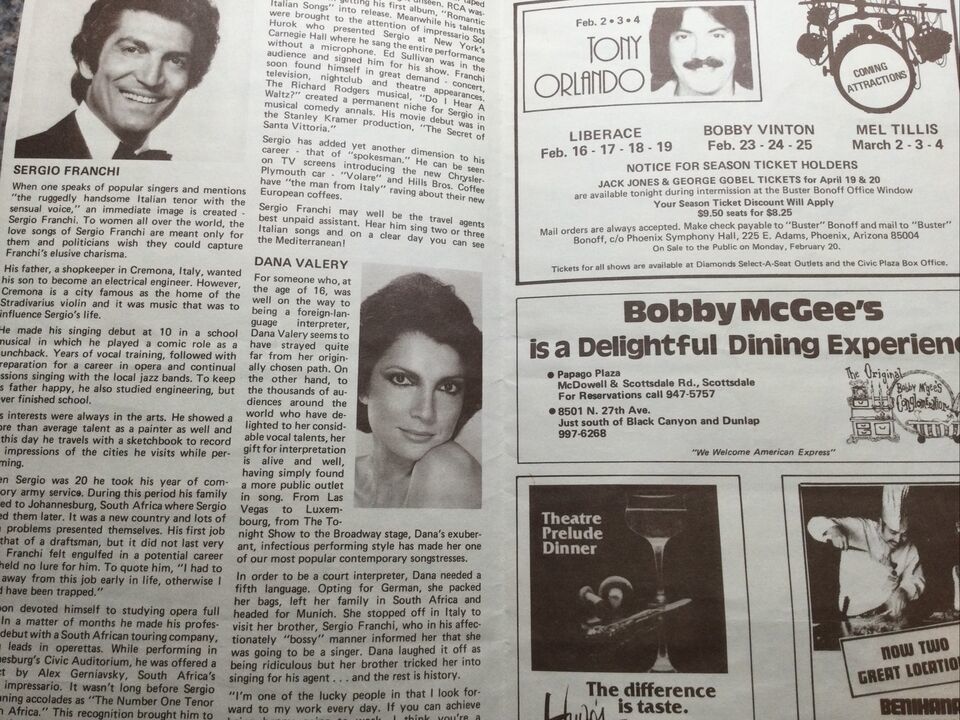 SERGIO FRANCHI
When one speaks of popular singers and mentions
"the ruggedly handsome Italian tenor with the
sensual voice," an immediate image is created -
Sergio Franchi. To women all over the world, the
love songs of Sergio Franchi are meant only for
them and politicians wish they could capture
Franchi's elusive charisma.
His father, a shopkeeper in Cremona, Italy, wanted
his son to become an electrical engineer. However,
Cremona is a city famous as the home of the
Stradivarius violin and it was music that was to
influence Sergio's life.
He made his singing debut at 10 in a school
musical in which he played a comic role as a
unchback. Years of vocal training, followed with
reparation for a career in opera and continual
ssions singing with the local jazz bands. To keep
s father happy, he also studied engineering, but
ver finished school.
s interests were always in the arts. He showed a
re than average talent as a painter as well and
this day he travels with a sketchbook to record
impressions of the cities he visits while per-
ming.
en Sergio was 20 he took his year of com-
ory army service. During this period his family
ed to Johannesburg, South Africa where Sergio
ed them later. It was a new country and lots of
problems presented themselves. His first job
that of a draftsman, but it did not last very
Franchi felt engulfed in a potential career
held no lure for him. To quote him, "I had to
away from this job early in life, otherwise I
d have been trapped."
oon devoted himself to studying opera full
In a matter of months he made his profes-
debut with a South African touring company,
leads in operettas. While performing in
nesburg's Civic Auditorium, he was offered a
ct by Alex Gerniavsky, South Africa's
impressario. It wasn't long before Sergio
ning accolades as "The Number One Tenor
Africa." This recognition brought him to
getting his first album, "Romantic
Italian Songs" into release. Meanwhile his talents
were brought to the attention of impressario Sol
Hurok who presented Sergio at New York's
Carnegie Hall where he sang the entire performance
without a microphone. Ed Sullivan was in the
audience and signed him for his show. Franchi
soon found himself in great demand - concert,
television, nightclub and theatre appearances.
The Richard Rodgers musical, "Do I Hear A
Waltz?" created a permanent niche for Sergio in
musical comedy annals. His movie debut was in
the Stanley Kramer production, "The Secret of
Santa Vittoria."
Sergio has added yet another dimension to his
career - that of "spokesman." He can be seen
on TV screens introducing the new Chrysler-
Plymouth car - "Volare" and Hills Bros. Coffee
have "the man from Italy" raving about their new
European coffees.
Sergio Franchi may well be the travel agents
best unpaid assistant. Hear him sing two or three
Italian songs and on a clear day you can see
the Mediterranean!
DANA VALERY
For someone who, at
the age of 16, was
well on the way to
being a foreign-lan-
guage interpreter,
Dana Valery seems to
have strayed quite
far from her origin-
ally chosen path. On
the other hand, to
the thousands of au-
diences around the
world who have de-
lighted to her consid-
able vocal talents, her
gift for interpretation
is alive and well,
having simply found
a more public outlet
in song. From Las
Vegas to Luxem-
bourg, from The To-
night Show to the Broadway stage, Dana's exuber-
ant, infectious performing style has made her one
of our most popular contemporary songstresses.
In order to be a court interpreter, Dana needed a
fifth language. Opting for German, she packed
her bags, left her family in South Africa and
headed for Munich. She stopped off in Italy to
visit her brother, Sergio Franchi, who in his affec-
tionately "bossy" manner informed her that she
was going to be a singer. Dana laughed it off as
being ridiculous but her brother tricked her into
singing for his agent . . . and the rest is history.
"I'm one of the lucky people in that I look for-
ward to my work every day. If you can achieve
Feb. 2 • 3 • 4
TONY
ORLANDO
COMING
ATTRACTIONS
LIBERACE
Feb. 16 - 17 - 18 - 19
BOBBY VINTON
Feb. 23 - 24 - 25
MEL TILLIS
March 2 - 3 - 4
NOTICE FOR SEASON TICKET HOLDERS
JACK JONES & GEORGE GOBEL TICKETS for April 19 & 20
are available tonight during intermission at the Buster Bonoff Office Window
Your Season Ticket Discount Will Apply
$9.50 seats for $8.25
Mail orders are always accepted. Make check payable to "Buster" Bonoff and mail to "Buster"
Bonoff, c/o Phoenix Symphony Hall, 225 E. Adams, Phoenix, Arizona 85004
On Sale to the Public on Monday, February 20.
Tickets for all shows are available at Diamonds Select-A-Seat Outlets and the Civic Plaza Box Office.
Bobby McGee's
is a Delightful Dining Experienc
• Papago Plaza
McDowell & Scottsdale Rd., Scottsdale
For Reservations call 947-5757
• 8501 N. 27th Ave.
Just south of Black Canyon and Dunlap
997-6268
The Original
Bobby McGee's
Conglomeration
"We Welcome American Express"
Theatre
Prelude
Dinner
The difference
is taste.
NOW TWO
GREAT LOCATIO
BENIHANA